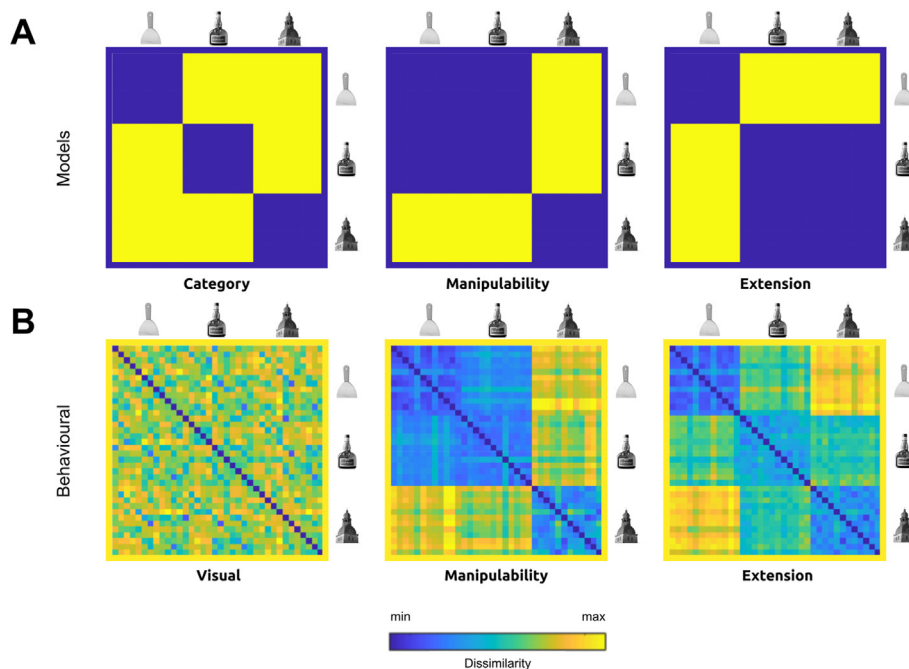 A
Models
Category
Manipulability
Extension
B
Behavioural
Visual
Manipulability
Extension
min
max
Dissimilarity